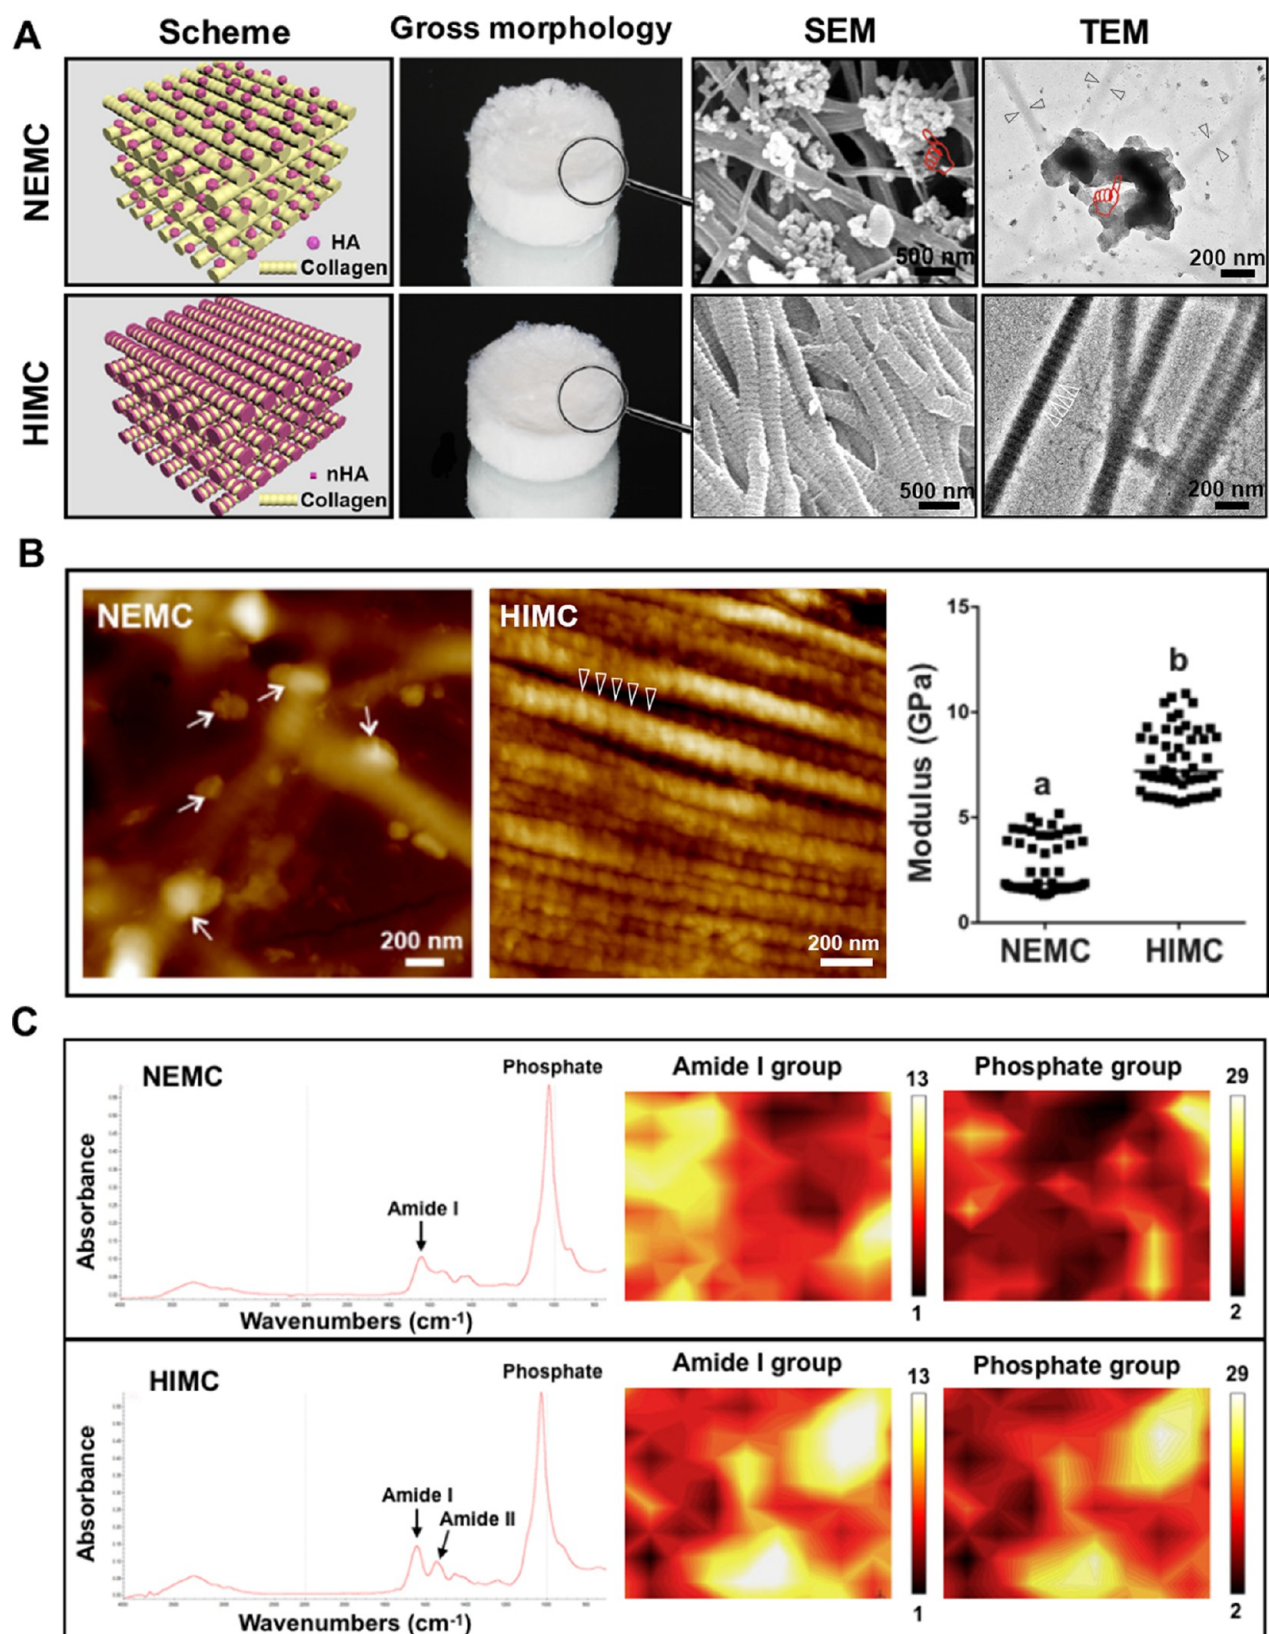 A
Scheme
Gross morphology
SEM
TEM
NEMC
HA
Collagen
500 nm
200 nm
HIMC
nHA
Collagen
500 nm
200 nm
B
NEMC
200 nm
HIMC
200 nm
Modulus (GPa)
15
10
5
0
a
b
NEMC
HIMC
C
NEMC
Absorbance
Amide I
Phosphate
Wavenumbers (cm-1)
Amide I group
13
1
Phosphate group
29
2
HIMC
Absorbance
Amide I
Amide II
Phosphate
Wavenumbers (cm-1)
Amide I group
13
1
Phosphate group
29
2